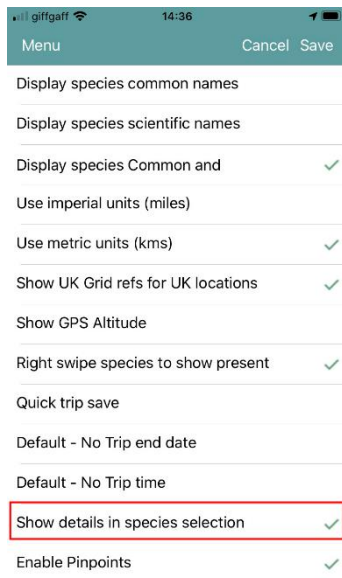 giffgaff 14:36
Menu Cancel Save
Display species common names
Display species scientific names
Display species Common and
Use imperial units (miles)
Use metric units (kms)
Show UK Grid refs for UK locations
Show GPS Altitude
Right swipe species to show present
Quick trip save
Default - No Trip end date
Default - No Trip time
Show details in species selection
Enable Pinpoints